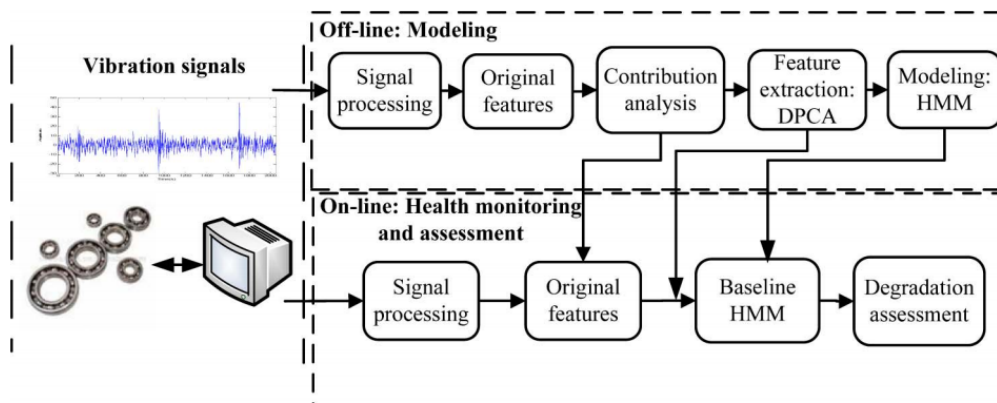 Off-line: Modeling
Vibration signals
Signal
processing
Original
features
Contribution
analysis
Feature
extraction:
DPCA
Modeling:
HMM
On-line: Health monitoring
and assessment
Signal
processing
Original
features
Baseline
HMM
Degradation
assessment